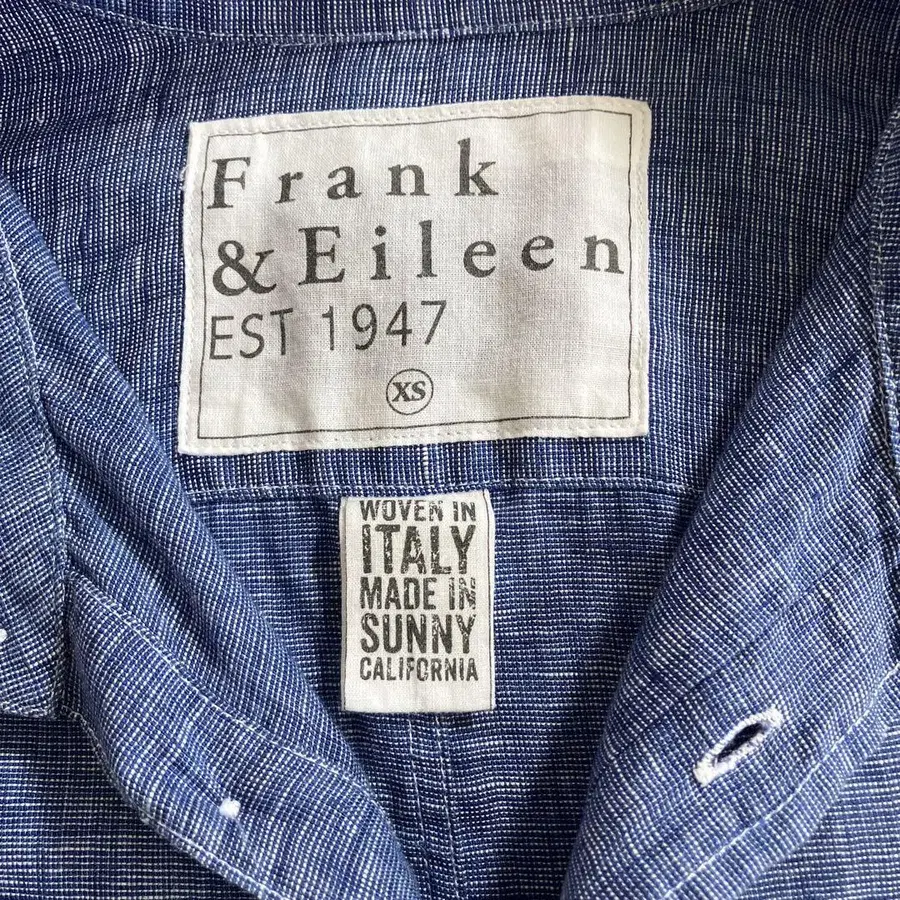 Frank
& Eileen
EST 1947
XS
WOVEN IN
ITALY
MADE IN
SUNNY
CALIFORNIA